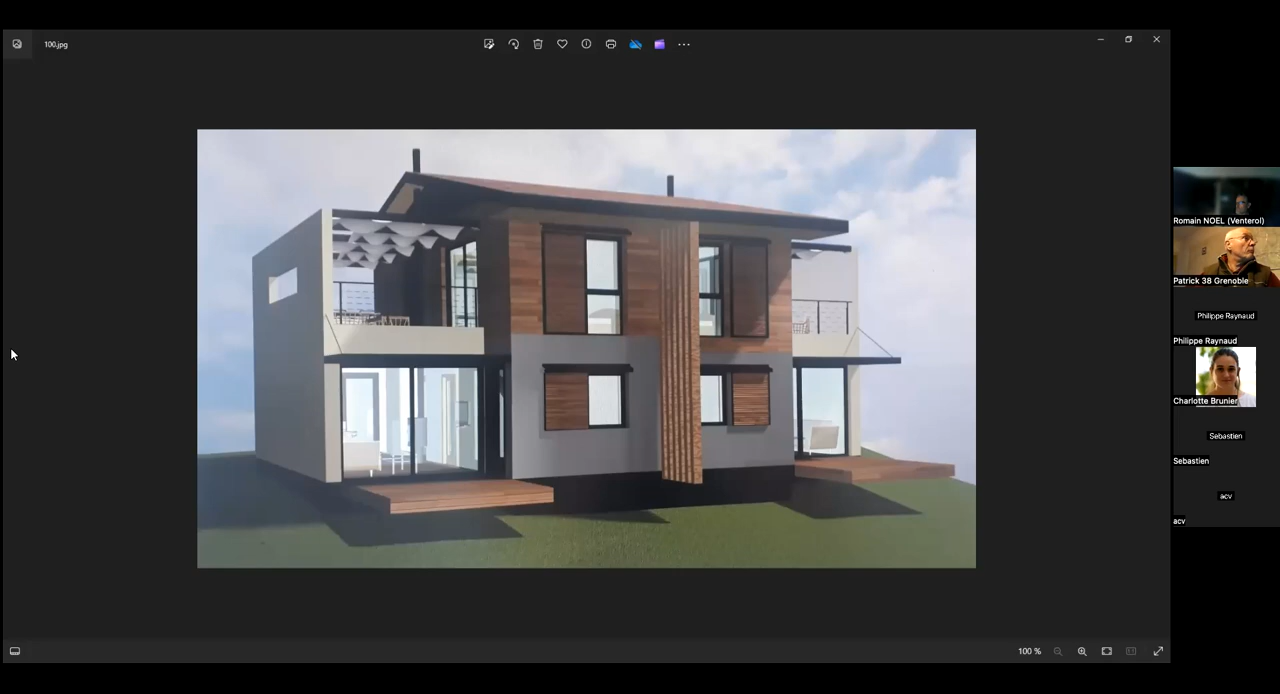 100.jpg
Romain NOEL (Venterol)
Patrick 38 Grenoble
Philippe Raynaud
Philippe Raynaud
Charlotte Brunier
Sebastien
Sebastien
acv
acv
100 %